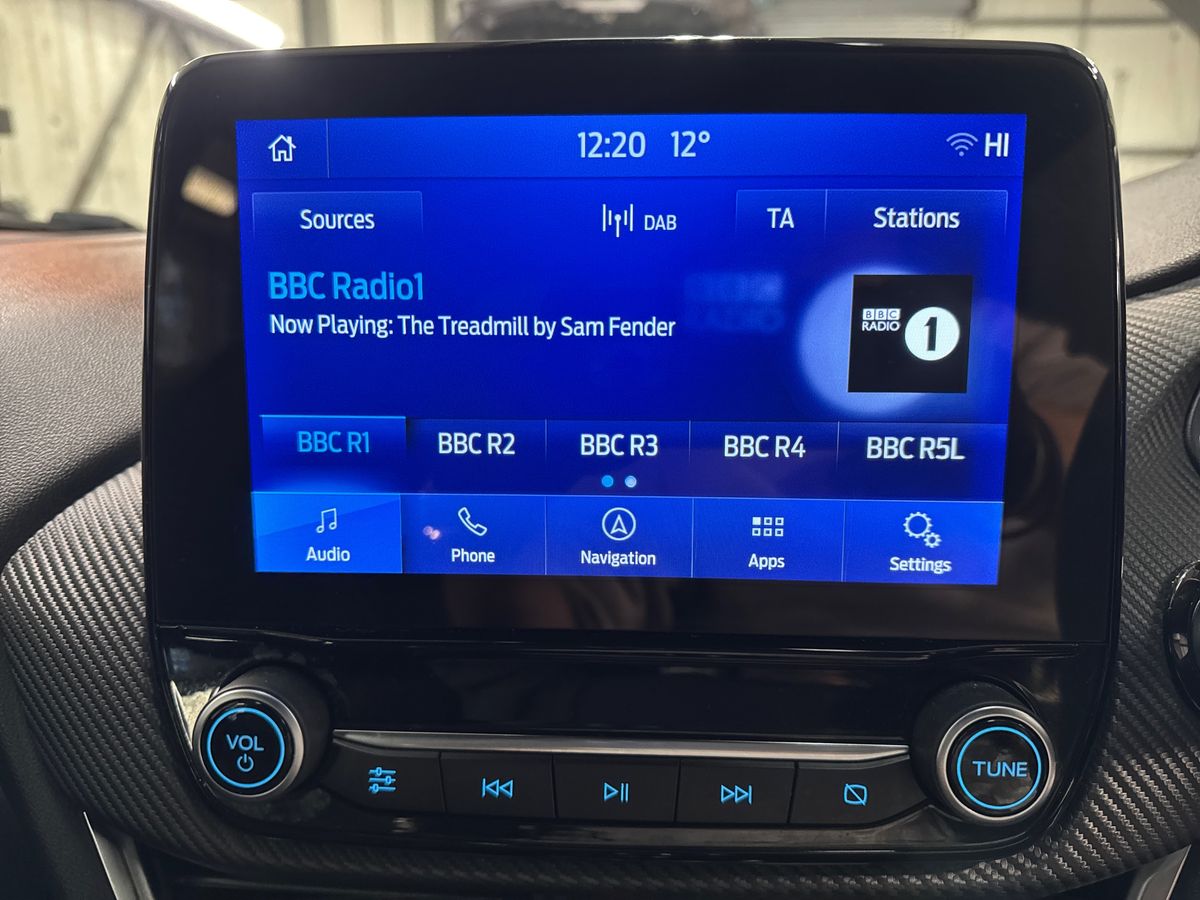 12:20 12° HI
Sources DAB TA Stations
BBC Radio1
Now Playing: The Treadmill by Sam Fender
BBC
RADIO 1
BBC R1 BBC R2 BBC R3 BBC R4 BBC R5L
Audio Phone Navigation Apps Settings
VOL TUNE